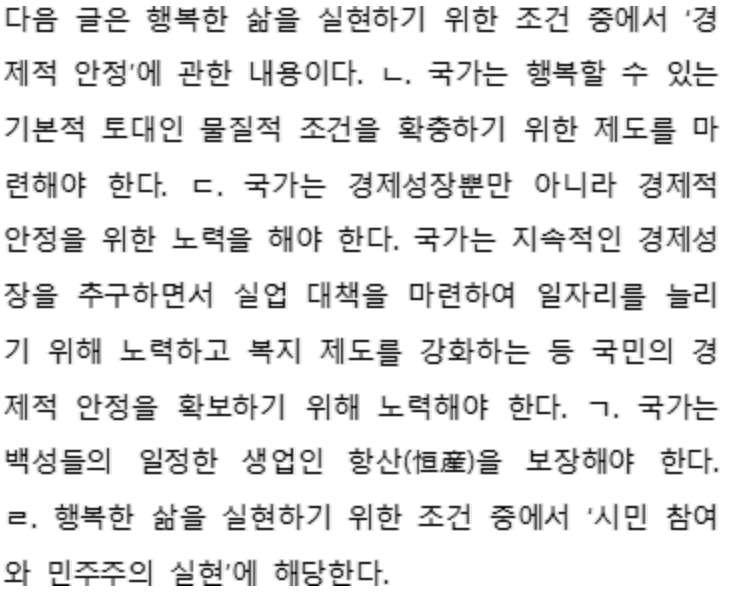 다음 글은 행복한 삶을 실현하기 위한 조건 중에서 ‘경
제적 안정’에 관한 내용이다. ㄴ. 국가는 행복할 수 있는
기본적 토대인 물질적 조건을 확충하기 위한 제도를 마
련해야 한다. ㄷ. 국가는 경제성장뿐만 아니라 경제적
안정을 위한 노력을 해야 한다. 국가는 지속적인 경제성
장을 추구하면서 실업 대책을 마련하여 일자리를 늘리
기 위해 노력하고 복지 제도를 강화하는 등 국민의 경
제적 안정을 확보하기 위해 노력해야 한다. ㄱ. 국가는
백성들의 일정한 생업인 항산(恒産)을 보장해야 한다.
ㄹ. 행복한 삶을 실현하기 위한 조건 중에서 ‘시민 참여
와 민주주의 실현’에 해당한다.